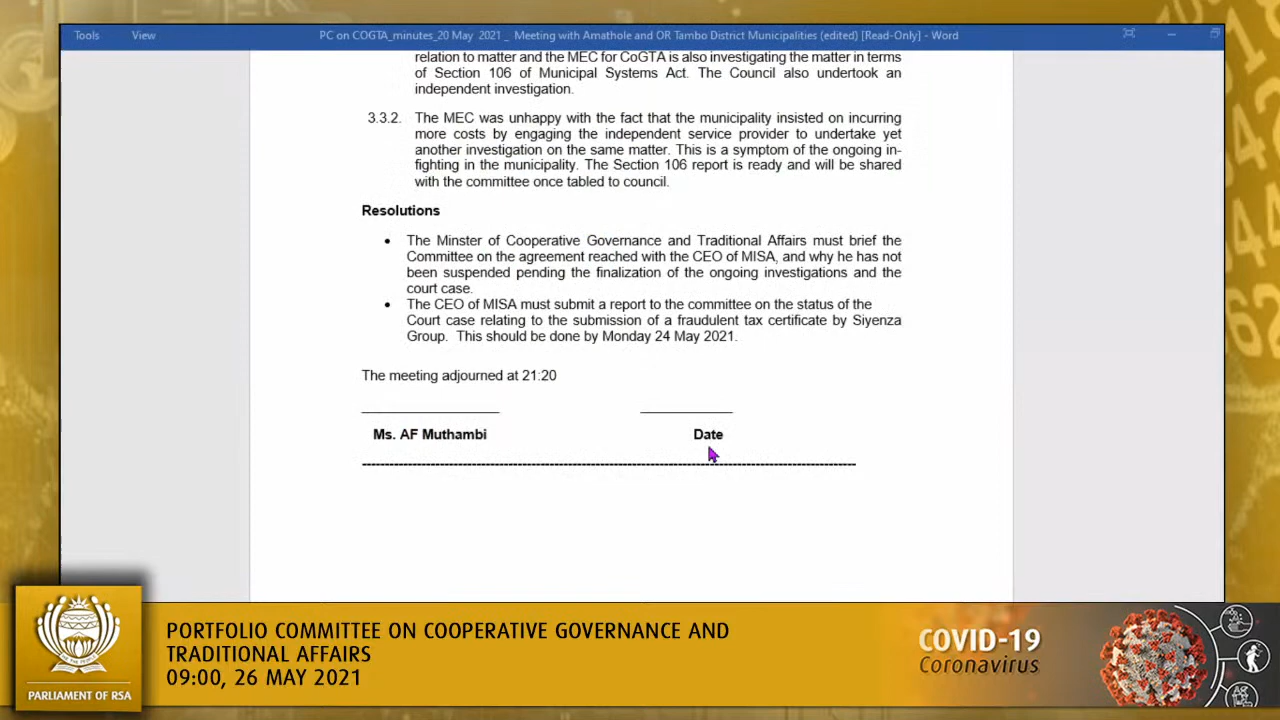 Tools View PC on COGTA_minutes_20 May 2021 _ Meeting with Amathole and OR Tambo District Municipalities (edited) [Read-Only] - Word
relation to matter and the MEC for CoGTA is also investigating the matter in terms
of Section 106 of Municipal Systems Act. The Council also undertook an
independent investigation.
3.3.2. The MEC was unhappy with the fact that the municipality insisted on incurring
more costs by engaging the independent service provider to undertake yet
another investigation on the same matter. This is a symptom of the ongoing in-
fighting in the municipality. The Section 106 report is ready and will be shared
with the committee once tabled to council.
Resolutions
• The Minster of Cooperative Governance and Traditional Affairs must brief the
Committee on the agreement reached with the CEO of MISA, and why he has not
been suspended pending the finalization of the ongoing investigations and the
court case.
• The CEO of MISA must submit a report to the committee on the status of the
Court case relating to the submission of a fraudulent tax certificate by Siyenza
Group. This should be done by Monday 24 May 2021.
The meeting adjourned at 21:20
Ms. AF Muthambi Date
PORTFOLIO COMMITTEE ON COOPERATIVE GOVERNANCE AND
TRADITIONAL AFFAIRS
09:00, 26 MAY 2021
PARLIAMENT OF RSA
COVID-19
Coronavirus